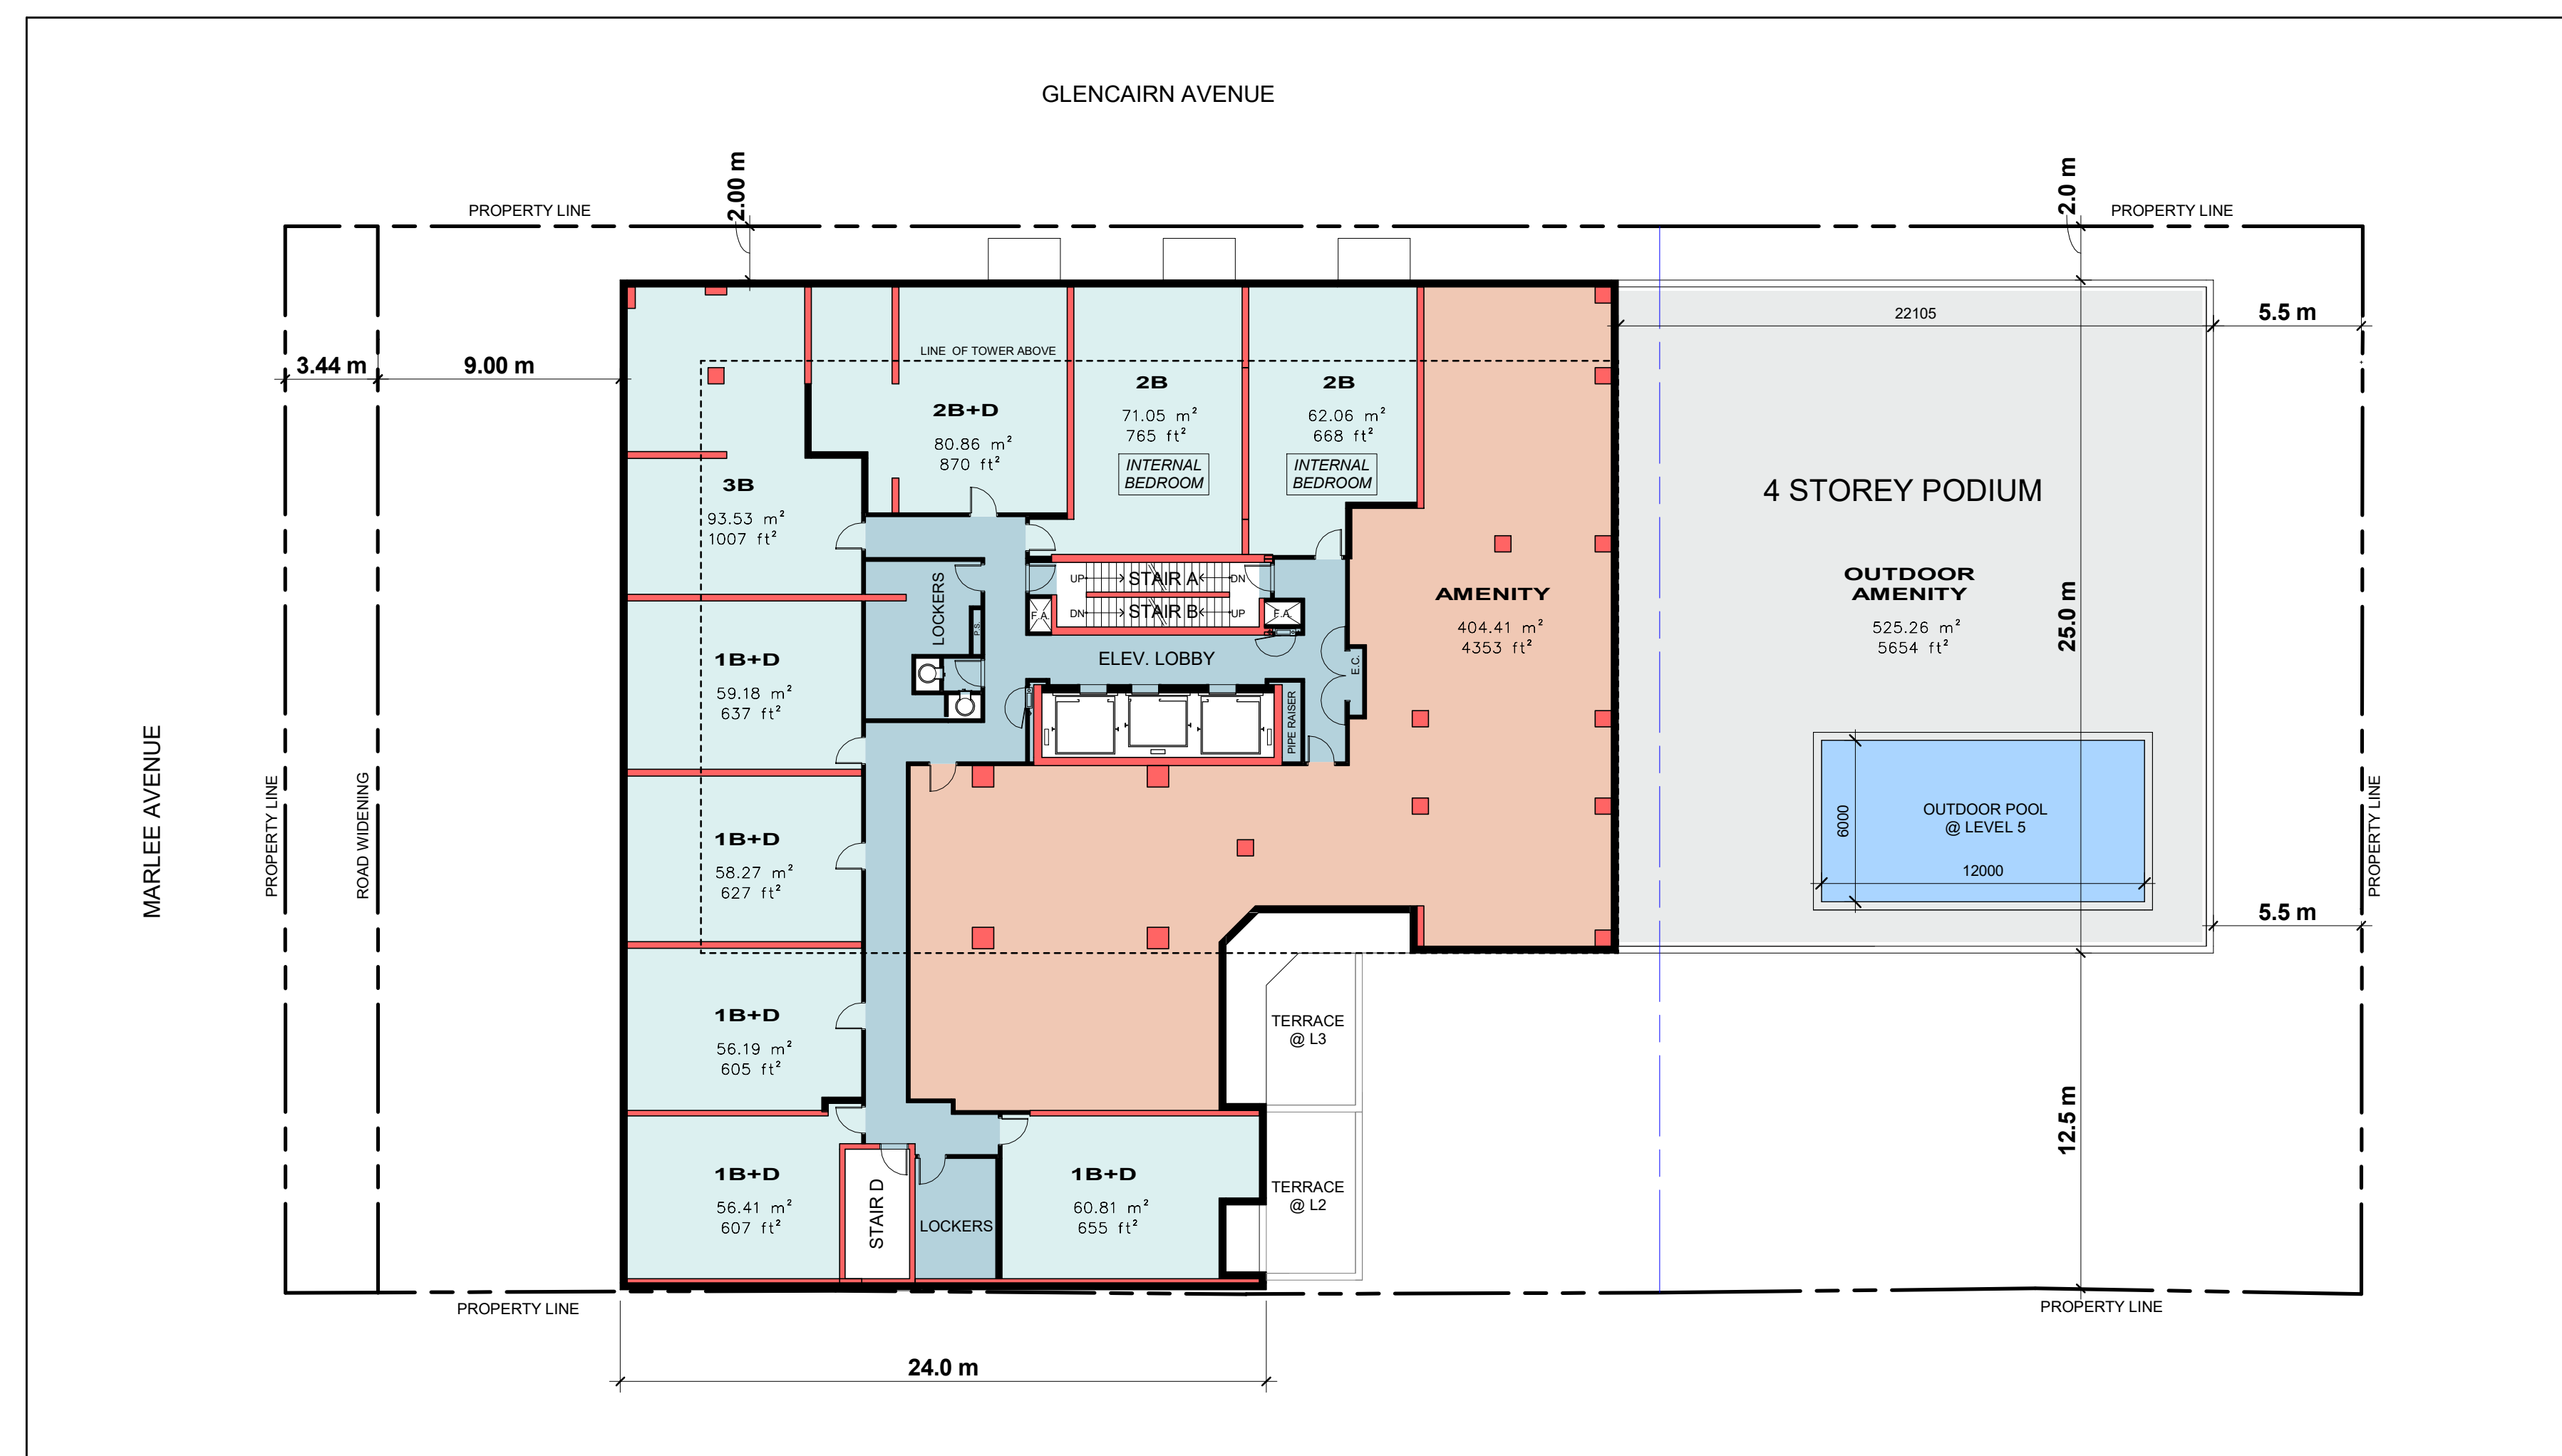 GLENCAIRN AVENUE
2.00 m
2.0 m
PROPERTY LINE
PROPERTY LINE
22105
5.5 m
3.44 m
9.00 m
LINE OF TOWER ABOVE
2B
71.05 m²
765 ft²
INTERNAL
BEDROOM
2B
62.06 m²
668 ft²
INTERNAL
BEDROOM
2B+D
80.86 m²
870 ft²
3B
93.53 m²
1007 ft²
4 STOREY PODIUM
OUTDOOR
AMENITY
525.26 m²
5654 ft²
25.0 m
AMENITY
404.41 m²
4353 ft²
LOCKERS
P.S.
UP
STAIR A
DN
DN
STAIR B
UP
F.A.
F.A.
ELEV. LOBBY
E.C.
PIPE RAISER
1B+D
59.18 m²
637 ft²
MARLEE AVENUE
PROPERTY LINE
ROAD WIDENING
1B+D
58.27 m²
627 ft²
6000
OUTDOOR POOL
@ LEVEL 5
12000
PROPERTY LINE
5.5 m
1B+D
56.19 m²
605 ft²
TERRACE
@ L3
12.5 m
1B+D
56.41 m²
607 ft²
STAIR D
LOCKERS
1B+D
60.81 m²
655 ft²
TERRACE
@ L2
PROPERTY LINE
PROPERTY LINE
24.0 m